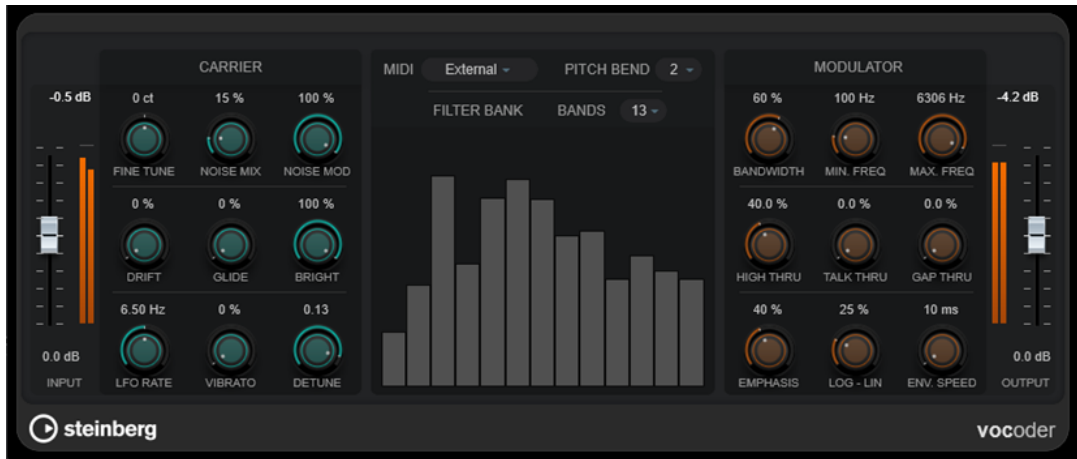 CARRIER
MIDI External PITCH BEND 2
MODULATOR
-0.5 dB
0 ct 15 % 100 %
FINE TUNE NOISE MIX NOISE MOD
0 % 0 % 100 %
DRIFT GLIDE BRIGHT
6.50 Hz 0 % 0.13
LFO RATE VIBRATO DETUNE
0.0 dB
INPUT
FILTER BANK BANDS 13
60 % 100 Hz 6306 Hz
BANDWIDTH MIN. FREQ MAX. FREQ
40.0 % 0.0 % 0.0 %
HIGH THRU TALK THRU GAP THRU
40 % 25 % 10 ms
EMPHASIS LOG - LIN ENV. SPEED
-4.2 dB
0.0 dB
OUTPUT
steinberg
vocoder